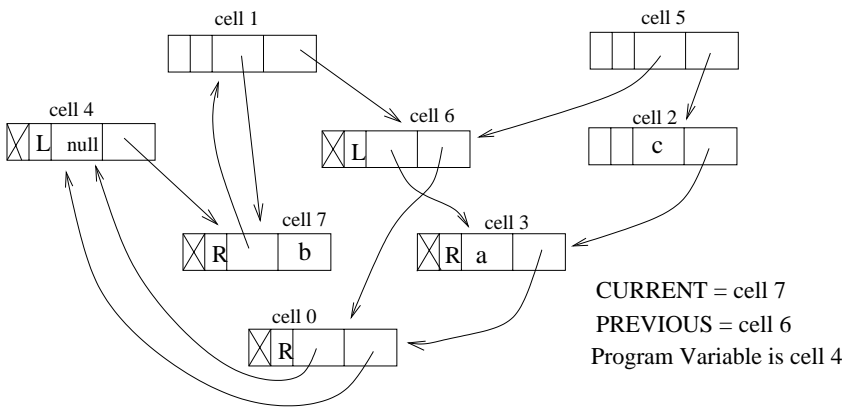 cell 1
cell 5
cell 4
cell 6
cell 2
L
null
L
c
cell 7
cell 3
R
b
R
a
cell 0
R
CURRENT = cell 7
PREVIOUS = cell 6
Program Variable is cell 4